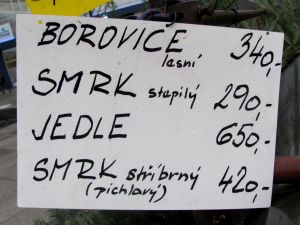 BOROVICE 340,-
lesní
SMRK stepilý 290,-
JEDLE 650,-
SMRK stříbrný 420,-
(pichlavý)